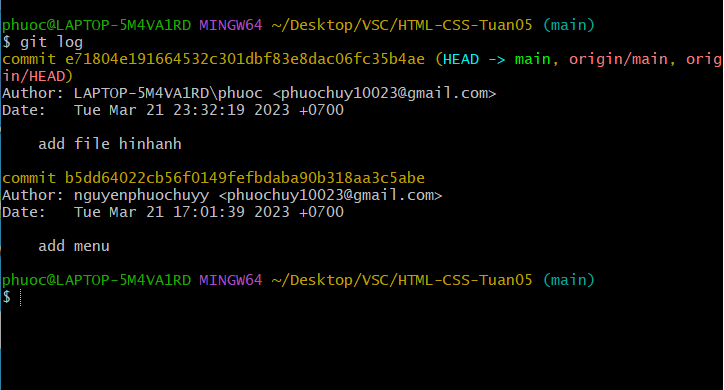 phuoc@LAPTOP-5M4VA1RD MINGW64 ~/Desktop/VSC/HTML-CSS-Tuan05 (main)
$ git log
commit e71804e191664532c301dbf83e8dac06fc35b4ae (HEAD -> main, origin/main, orig
in/HEAD)
Author: LAPTOP-5M4VA1RD\phuoc <phuochuy10023@gmail.com>
Date:   Tue Mar 21 23:32:19 2023 +0700
    add file hinhanh
commit b5dd64022cb56f0149fefbdaba90b318aa3c5abe
Author: nguyenphuochuyy <phuochuy10023@gmail.com>
Date:   Tue Mar 21 17:01:39 2023 +0700
    add menu
phuoc@LAPTOP-5M4VA1RD MINGW64 ~/Desktop/VSC/HTML-CSS-Tuan05 (main)
$